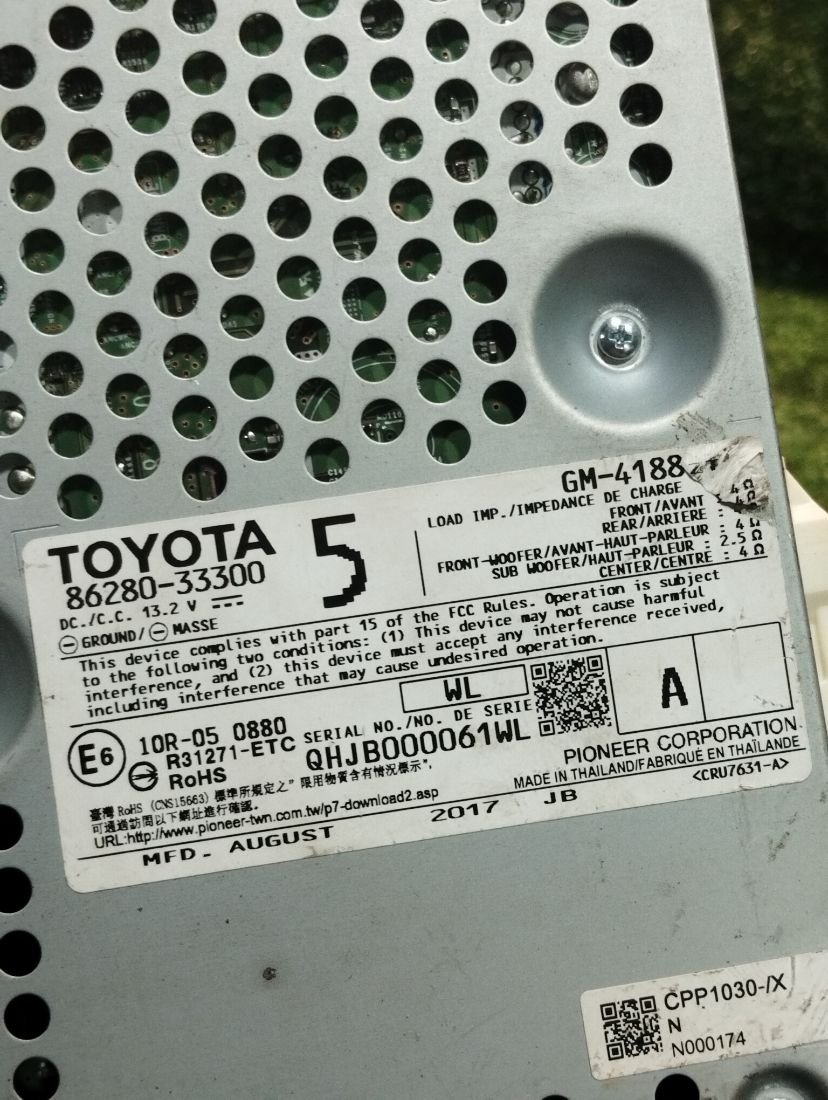 GM-4188
LOAD IMP./IMPEDANCE DE CHARGE
FRONT/AVANT : 4Ω
REAR/ARRIERE : 4Ω
FRONT-WOOFER/AVANT-HAUT-PARLEUR : 4Ω
SUB WOOFER/HAUT-PARLEUR : 2.5Ω
CENTER/CENTRE : 4Ω
TOYOTA
86280-33300
5
DC./C.C. 13.2 V
GROUND/ MASSE
This device complies with part 15 of the FCC Rules. Operation is subject
to the following two conditions: (1) This device may not cause harmful
interference, and (2) this device must accept any interference received,
including interference that may cause undesired operation.
WL
A
E6
10R-05 0880
R31271-ETC
RoHS
SERIAL NO./NO. DE SERIE
QHJB000061WL
PIONEER CORPORATION
MADE IN THAILAND/FABRIQUÉ EN THAÏLANDE
<CRU7631-A>
臺灣 RoHS (CNS15663) 標準所規定之"限用物質含有情況標示",
可通過訪問以下網址進行確認.
URL:http://www.pioneer-twn.com.tw/p7-download2.asp
MFD. AUGUST 2017 JB
CPP1030-/X
N
N000174